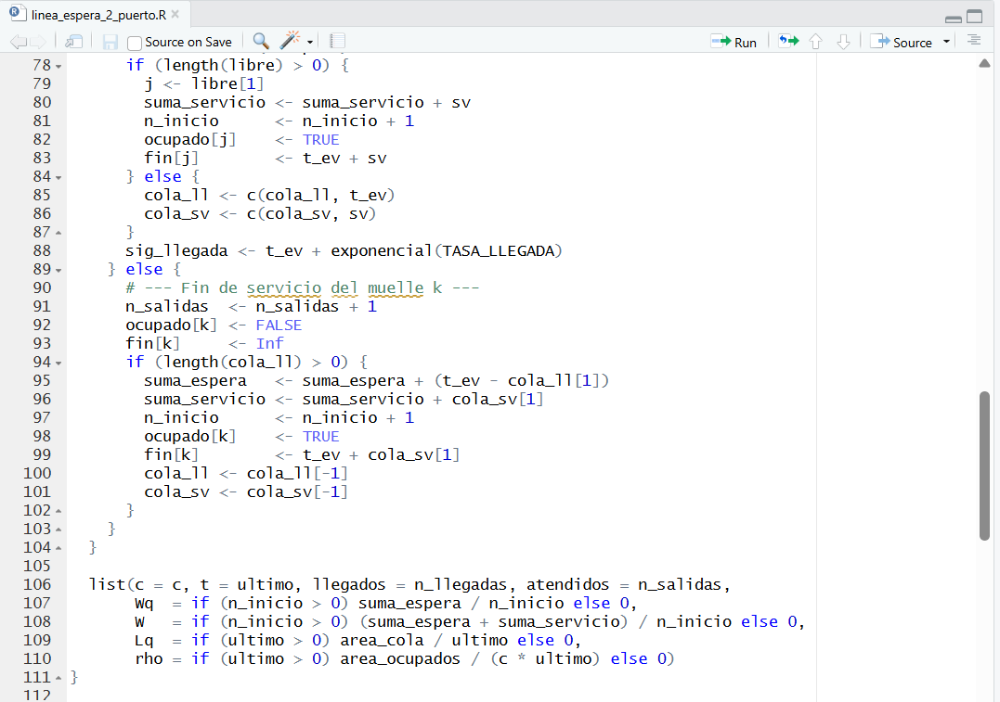 linea_espera_2_puerto.R
Source on Save
Run
Source
78 if (length(libre) > 0) {
79 j <- libre[1]
80 suma_servicio <- suma_servicio + sv
81 n_inicio      <- n_inicio + 1
82 ocupado[j]    <- TRUE
83 fin[j]        <- t_ev + sv
84 } else {
85 cola_ll <- c(cola_ll, t_ev)
86 cola_sv <- c(cola_sv, sv)
87 }
88 sig_llegada <- t_ev + exponencial(TASA_LLEGADA)
89 } else {
90 # --- Fin de servicio del muelle k ---
91 n_salidas  <- n_salidas + 1
92 ocupado[k] <- FALSE
93 fin[k]     <- Inf
94 if (length(cola_ll) > 0) {
95 suma_espera   <- suma_espera + (t_ev - cola_ll[1])
96 suma_servicio <- suma_servicio + cola_sv[1]
97 n_inicio      <- n_inicio + 1
98 ocupado[k]    <- TRUE
99 fin[k]        <- t_ev + cola_sv[1]
100 cola_ll <- cola_ll[-1]
101 cola_sv <- cola_sv[-1]
102 }
103 }
104 }
105
106 list(c = c, t = ultimo, llegados = n_llegadas, atendidos = n_salidas,
107 Wq  = if (n_inicio > 0) suma_espera / n_inicio else 0,
108 W   = if (n_inicio > 0) (suma_espera + suma_servicio) / n_inicio else 0,
109 Lq  = if (ultimo > 0) area_cola / ultimo else 0,
110 rho = if (ultimo > 0) area_ocupados / (c * ultimo) else 0)
111 }
112